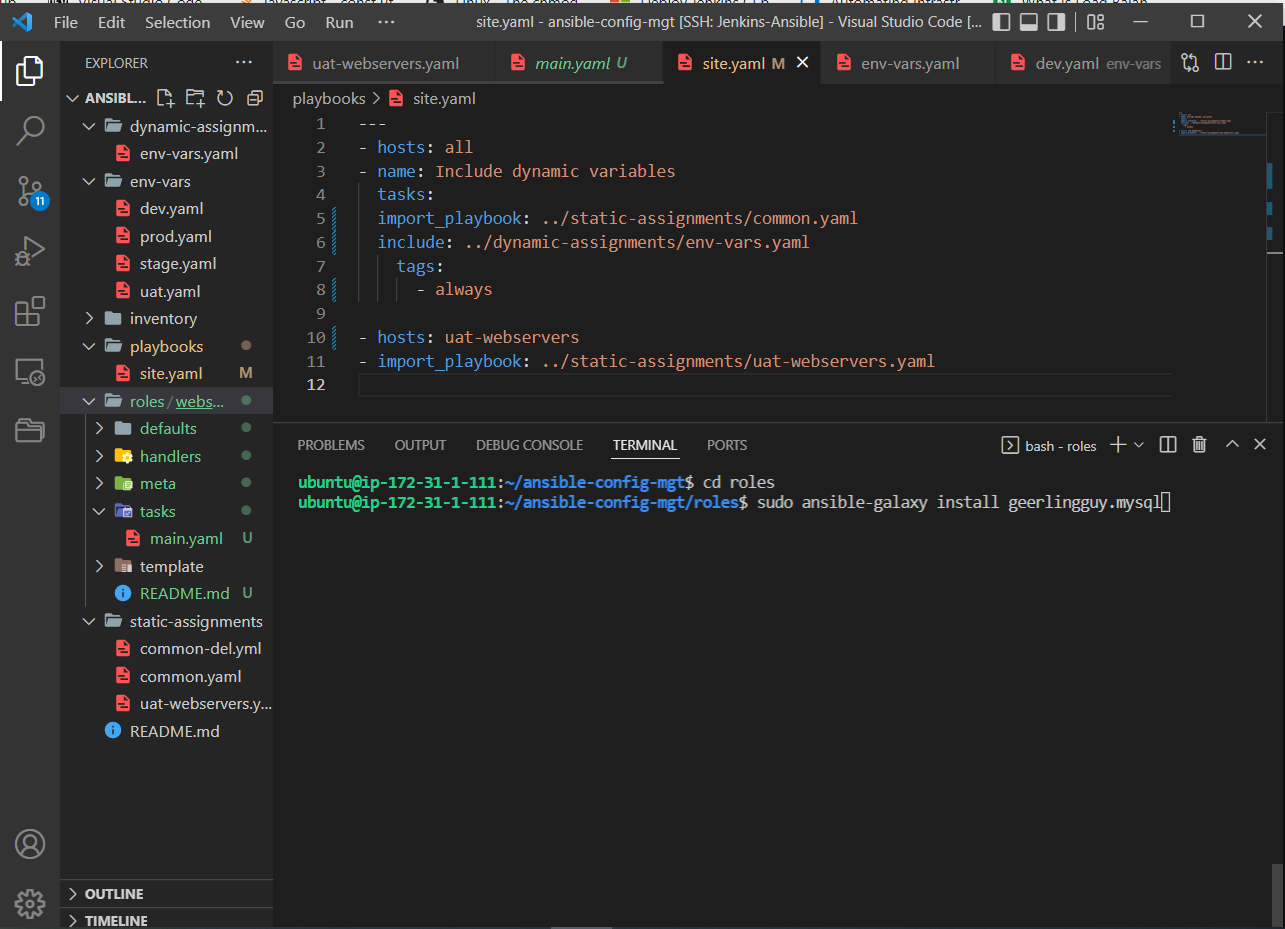 File Edit Selection View Go Run ··· site.yaml - ansible-config-mgt [SSH: Jenkins-Ansible] - Visual Studio Code [...
EXPLORER ···
ANSIBL...
dynamic-assignm...
env-vars.yaml
env-vars
dev.yaml
prod.yaml
stage.yaml
uat.yaml
inventory
playbooks
site.yaml M
roles / webs...
defaults
handlers
meta
tasks
main.yaml U
template
README.md U
static-assignments
common-del.yml
common.yaml
uat-webservers.y...
README.md
OUTLINE
TIMELINE
11
uat-webservers.yaml main.yaml U site.yaml M env-vars.yaml dev.yaml env-vars
playbooks > site.yaml
1 ---
2 - hosts: all
3 - name: Include dynamic variables
4 tasks:
5 import_playbook: ../static-assignments/common.yaml
6 include: ../dynamic-assignments/env-vars.yaml
7 tags:
8 - always
9
10 - hosts: uat-webservers
11 - import_playbook: ../static-assignments/uat-webservers.yaml
12
PROBLEMS OUTPUT DEBUG CONSOLE TERMINAL PORTS bash - roles
ubuntu@ip-172-31-1-111:~/ansible-config-mgt$ cd roles
ubuntu@ip-172-31-1-111:~/ansible-config-mgt/roles$ sudo ansible-galaxy install geerlingguy.mysql